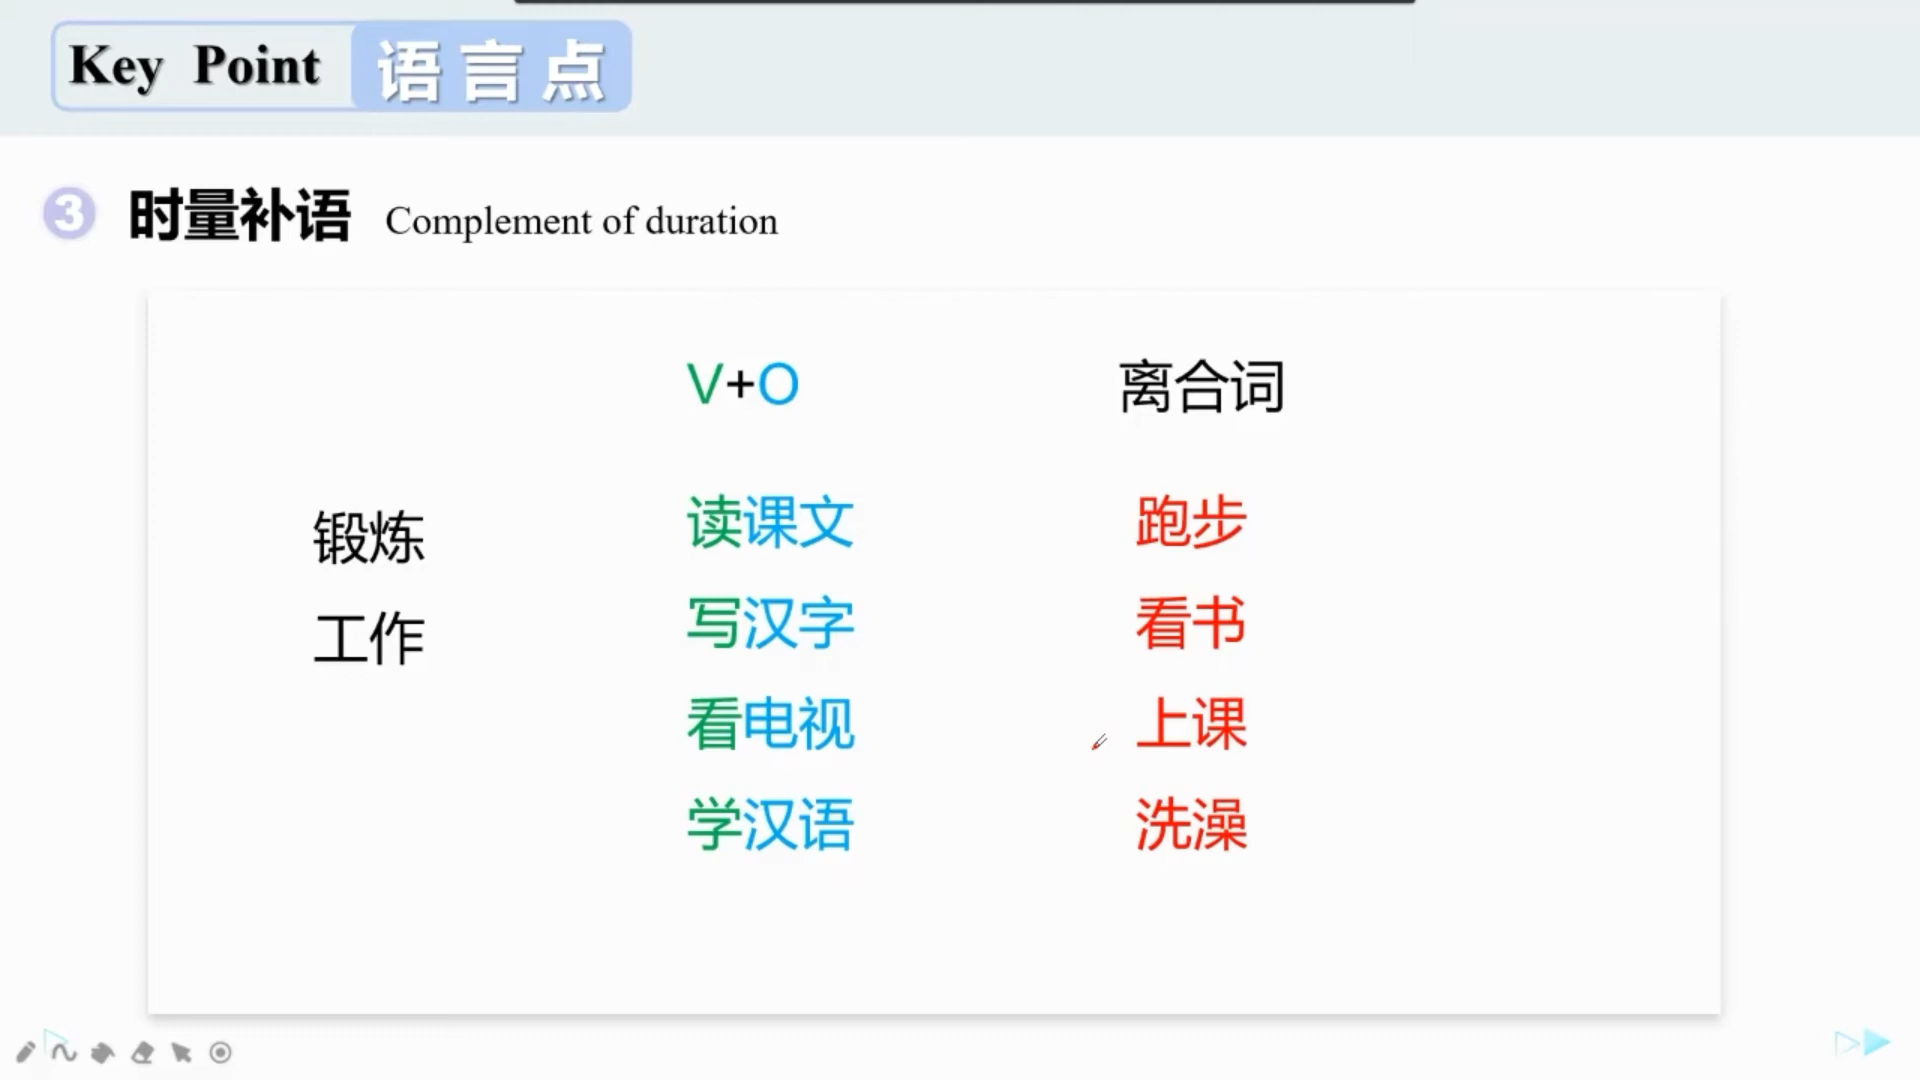 Key Point 语言点
3 时量补语 Complement of duration
V+O 离合词
锻炼 读课文 跑步
工作 写汉字 看书
看电视 上课
学汉语 洗澡